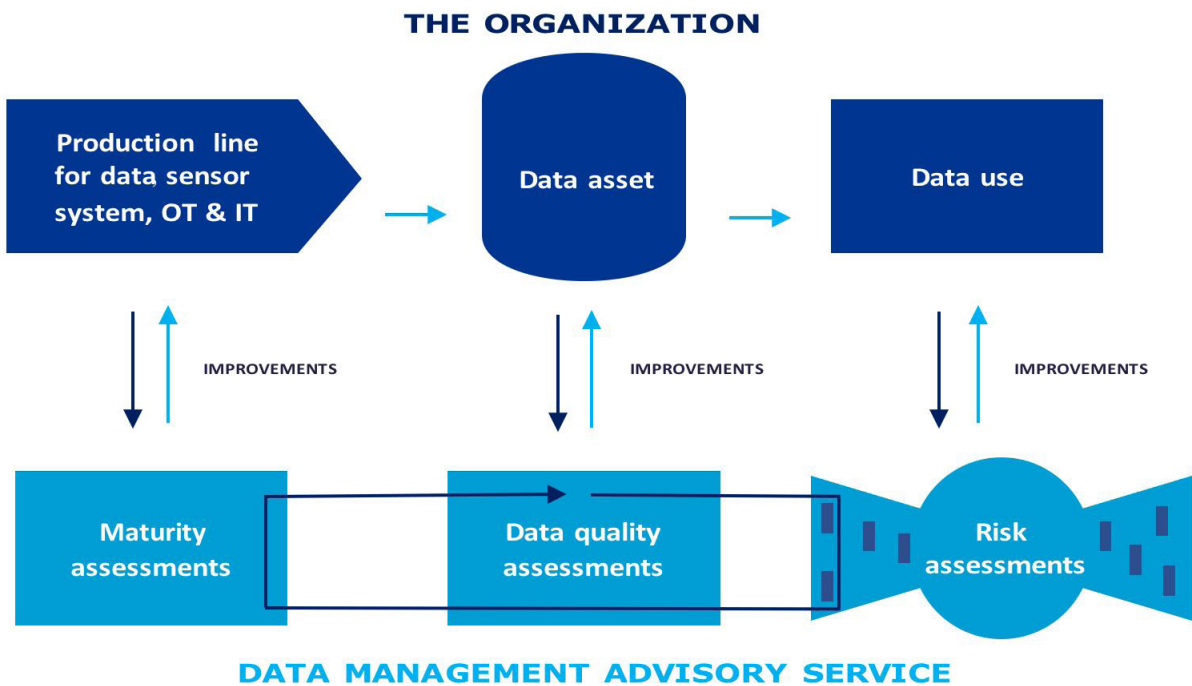 THE ORGANIZATION
Production line
for data, sensor
system, OT & IT
Data asset
Data use
IMPROVEMENTS
IMPROVEMENTS
IMPROVEMENTS
Maturity
assessments
Data quality
assessments
Risk
assessments
DATA MANAGEMENT ADVISORY SERVICE